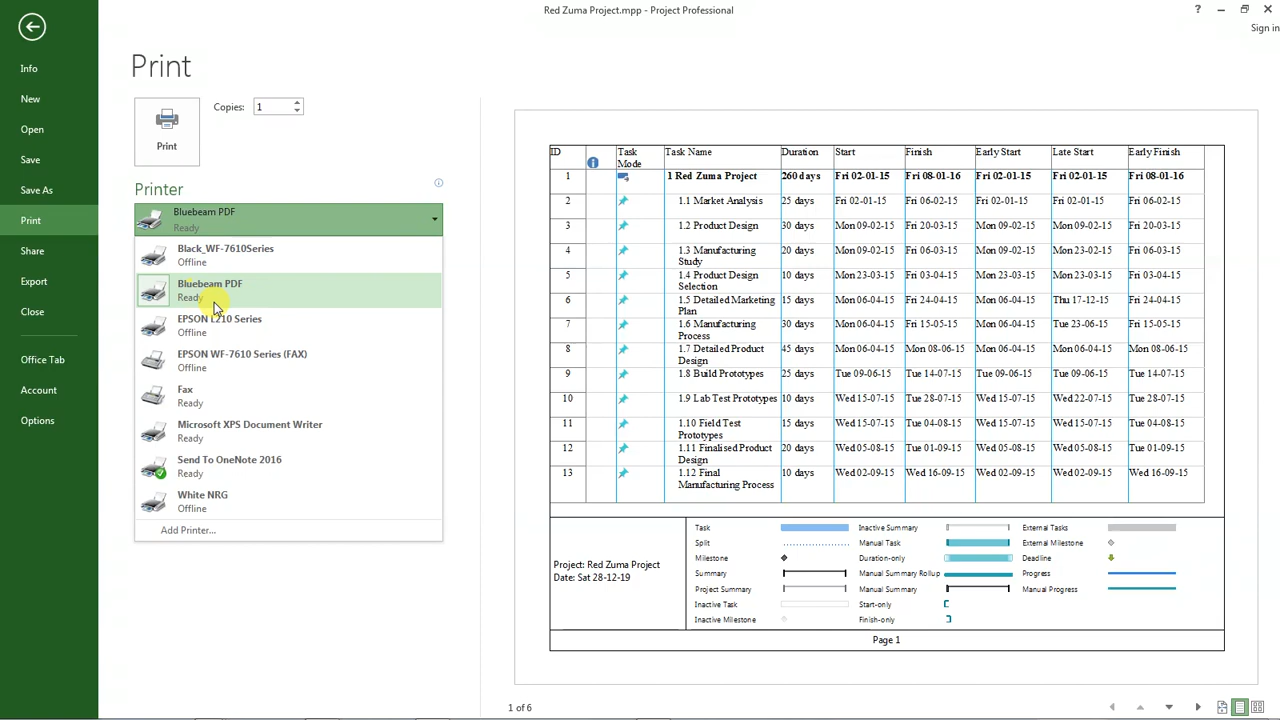 Red Zuma Project.mpp - Project Professional
?
Sign in
Info
New
Open
Save
Save As
Print
Share
Export
Close
Office Tab
Account
Options
Print
Print
Copies: 1
Printer
Bluebeam PDF
Ready
Black_WF-7610Series
Offline
Bluebeam PDF
Ready
EPSON L210 Series
Offline
EPSON WF-7610 Series (FAX)
Offline
Fax
Ready
Microsoft XPS Document Writer
Ready
Send To OneNote 2016
Ready
White NRG
Offline
Add Printer...
ID Task Mode Task Name Duration Start Finish Early Start Late Start Early Finish
1 1 Red Zuma Project 260 days Fri 02-01-15 Fri 08-01-16 Fri 02-01-15 Fri 02-01-15 Fri 08-01-16
2 1.1 Market Analysis 25 days Fri 02-01-15 Fri 06-02-15 Fri 02-01-15 Fri 02-01-15 Fri 06-02-15
3 1.2 Product Design 30 days Mon 09-02-15 Fri 20-03-15 Mon 09-02-15 Mon 09-02-15 Fri 20-03-15
4 1.3 Manufacturing Study 20 days Mon 09-02-15 Fri 06-03-15 Mon 09-02-15 Mon 23-02-15 Fri 06-03-15
5 1.4 Product Design Selection 10 days Mon 23-03-15 Fri 03-04-15 Mon 23-03-15 Mon 23-03-15 Fri 03-04-15
6 1.5 Detailed Marketing Plan 15 days Mon 06-04-15 Fri 24-04-15 Mon 06-04-15 Thu 17-12-15 Fri 24-04-15
7 1.6 Manufacturing Process 30 days Mon 06-04-15 Fri 15-05-15 Mon 06-04-15 Tue 23-06-15 Fri 15-05-15
8 1.7 Detailed Product Design 45 days Mon 06-04-15 Mon 08-06-15 Mon 06-04-15 Mon 06-04-15 Mon 08-06-15
9 1.8 Build Prototypes 25 days Tue 09-06-15 Tue 14-07-15 Tue 09-06-15 Tue 09-06-15 Tue 14-07-15
10 1.9 Lab Test Prototypes 10 days Wed 15-07-15 Tue 28-07-15 Wed 15-07-15 Wed 22-07-15 Tue 28-07-15
11 1.10 Field Test Prototypes 15 days Wed 15-07-15 Tue 04-08-15 Wed 15-07-15 Wed 15-07-15 Tue 04-08-15
12 1.11 Finalised Product Design 20 days Wed 05-08-15 Tue 01-09-15 Wed 05-08-15 Wed 05-08-15 Tue 01-09-15
13 1.12 Final Manufacturing Process 10 days Wed 02-09-15 Wed 16-09-15 Wed 02-09-15 Wed 02-09-15 Wed 16-09-15
Project: Red Zuma Project
Date: Sat 28-12-19
Task
Split
Milestone
Summary
Project Summary
Inactive Task
Inactive Milestone
Inactive Summary
Manual Task
Duration-only
Manual Summary Rollup
Manual Summary
Start-only
Finish-only
External Tasks
External Milestone
Deadline
Progress
Manual Progress
Page 1
1 of 6